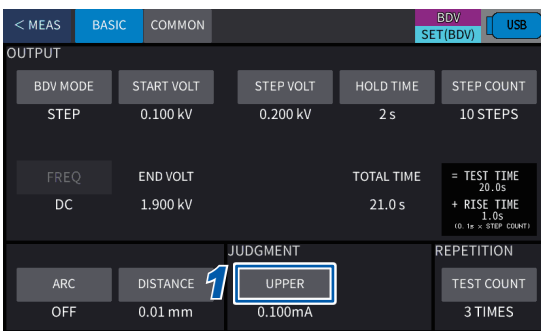 < MEAS BASIC COMMON BDV SET(BDV) USB
OUTPUT
BDV MODE START VOLT STEP VOLT HOLD TIME STEP COUNT
STEP 0.100 kV 0.200 kV 2 s 10 STEPS
FREQ END VOLT TOTAL TIME = TEST TIME
20.0s
DC 1.900 kV 21.0 s + RISE TIME
1.0s
(0.1s × STEP COUNT)
JUDGMENT REPETITION
ARC DISTANCE 1 UPPER TEST COUNT
OFF 0.01 mm 0.100mA 3 TIMES